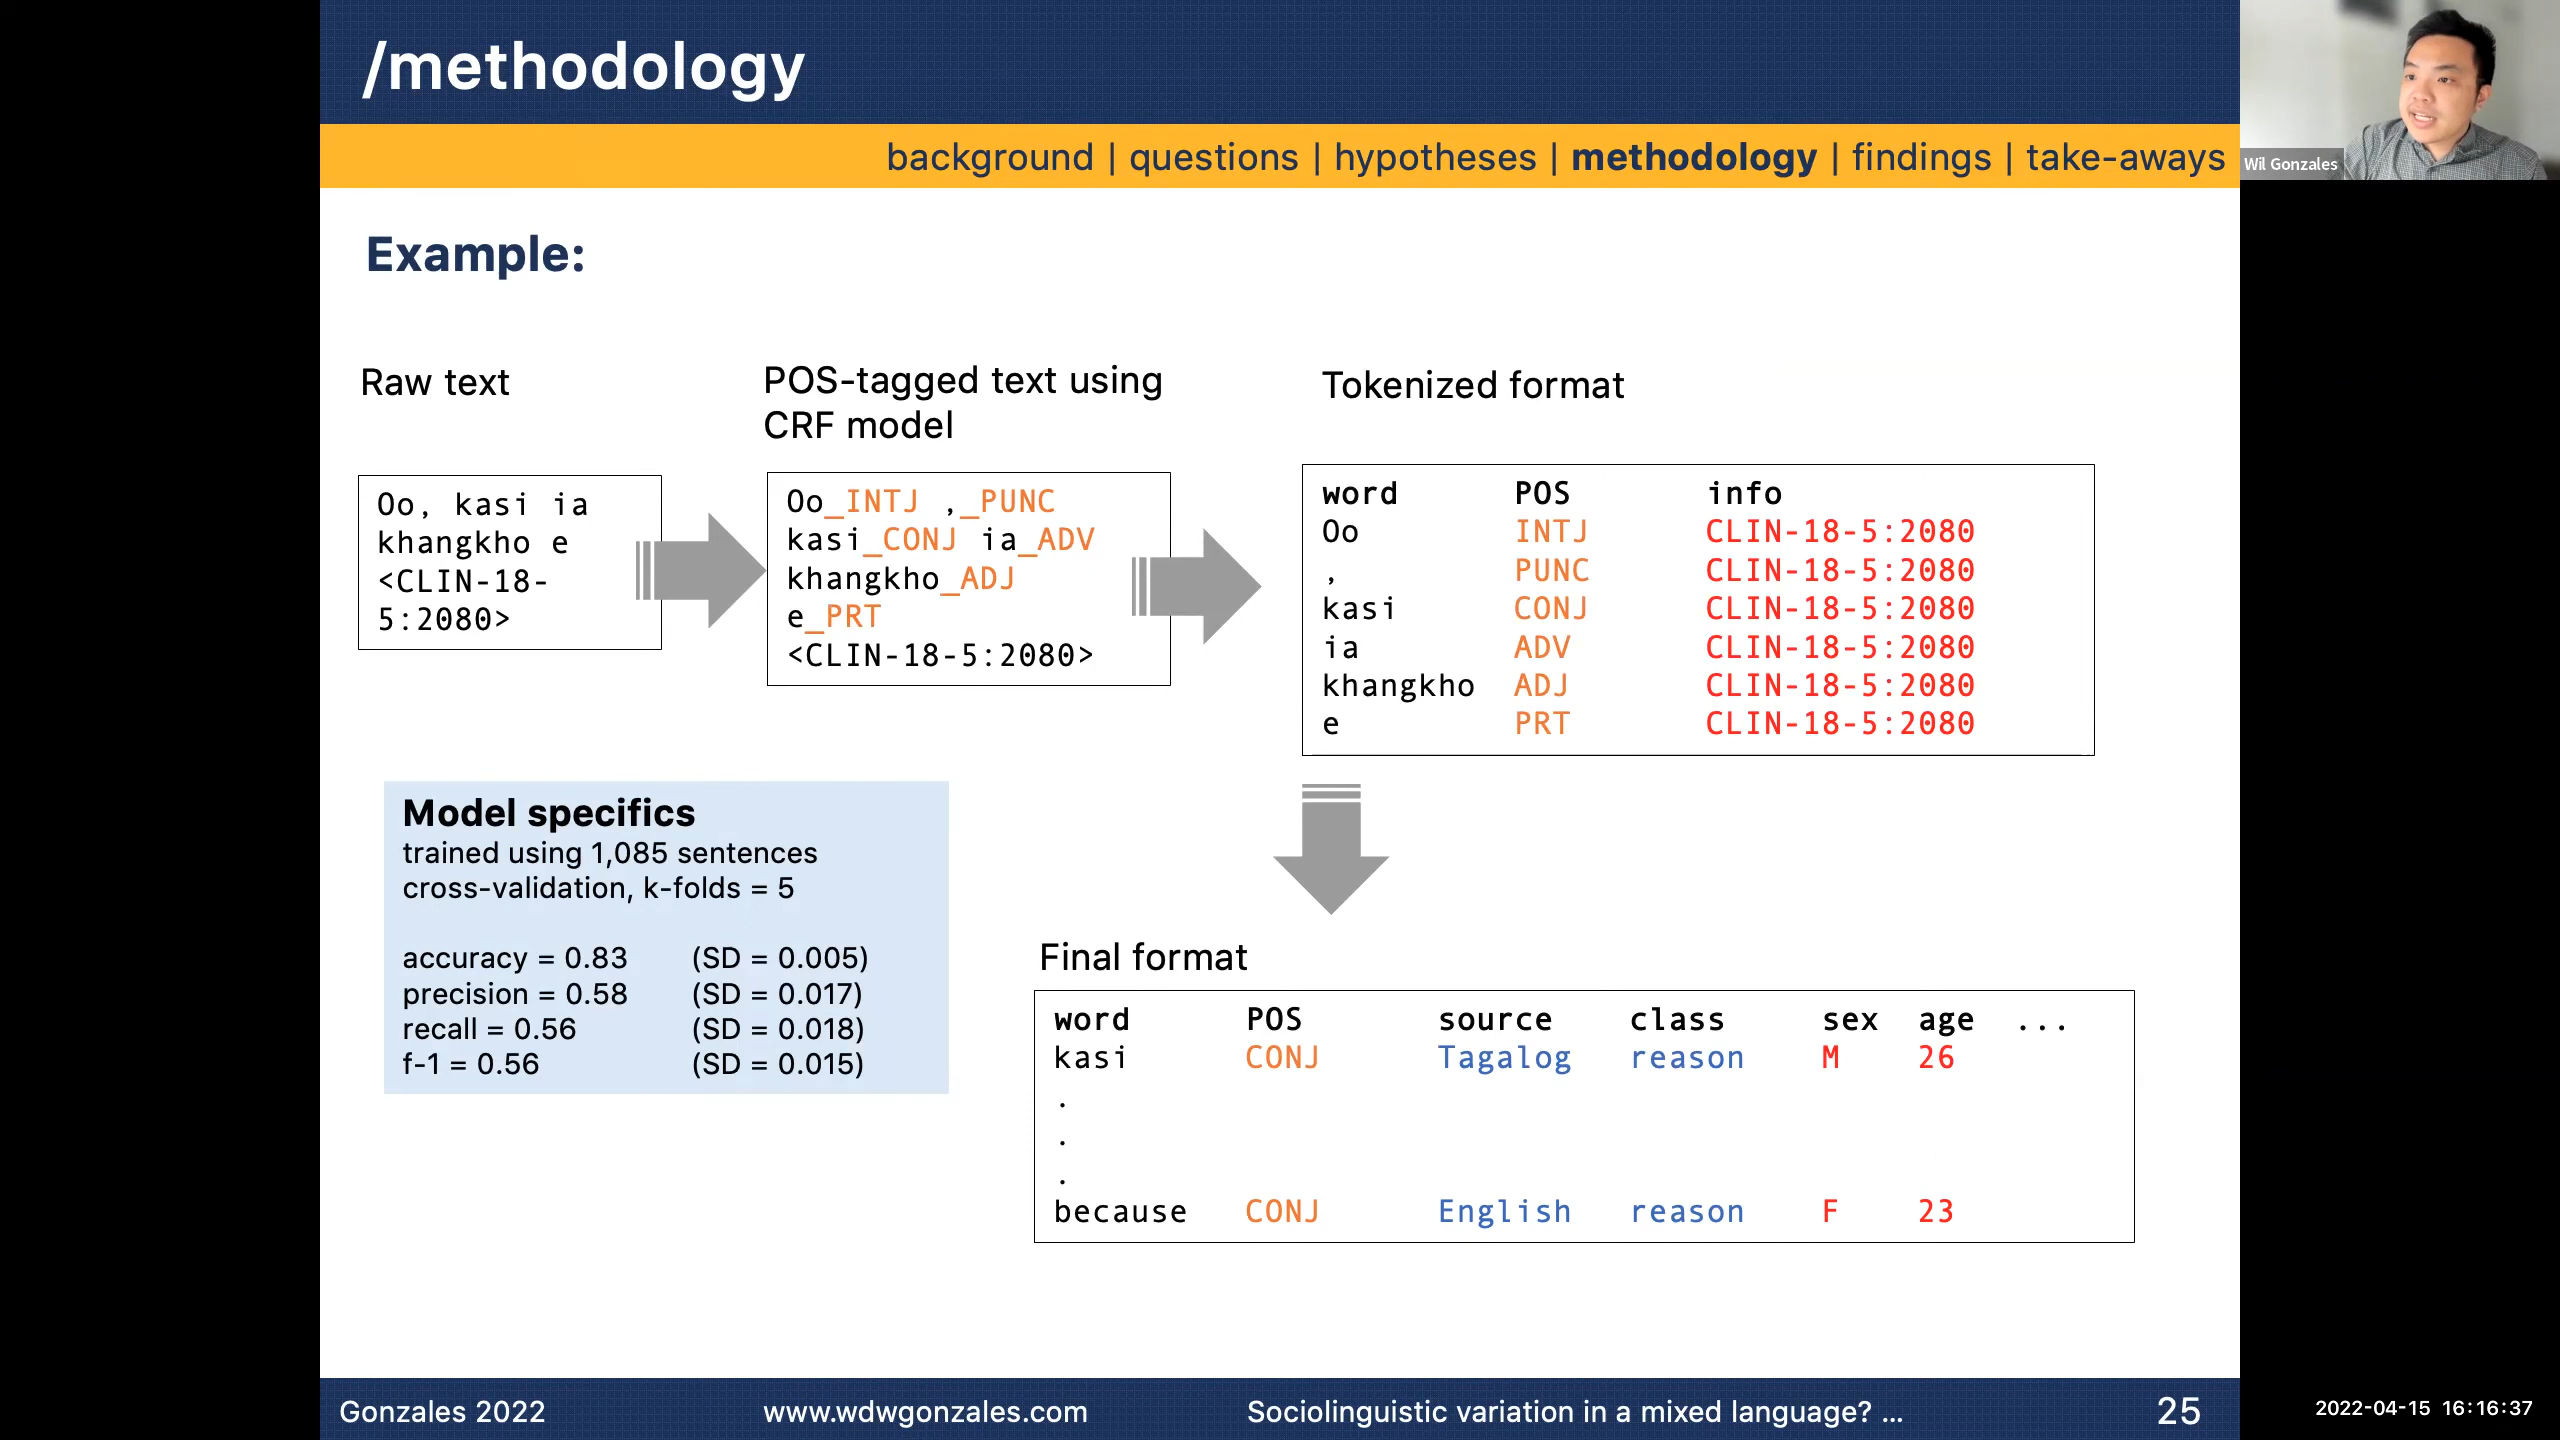 /methodology
background | questions | hypotheses | methodology | findings | take-aways
Wil Gonzales
Example:
Raw text
Oo, kasi ia
khangkho e
<CLIN-18-
5:2080>
POS-tagged text using
CRF model
Oo_INTJ ,_PUNC
kasi_CONJ ia_ADV
khangkho_ADJ
e_PRT
<CLIN-18-5:2080>
Tokenized format
word POS info
Oo INTJ CLIN-18-5:2080
, PUNC CLIN-18-5:2080
kasi CONJ CLIN-18-5:2080
ia ADV CLIN-18-5:2080
khangkho ADJ CLIN-18-5:2080
e PRT CLIN-18-5:2080
Model specifics
trained using 1,085 sentences
cross-validation, k-folds = 5
accuracy = 0.83 (SD = 0.005)
precision = 0.58 (SD = 0.017)
recall = 0.56 (SD = 0.018)
f-1 = 0.56 (SD = 0.015)
Final format
word POS source class sex age ...
kasi CONJ Tagalog reason M 26
.
.
.
because CONJ English reason F 23
Gonzales 2022 www.wdwgonzales.com Sociolinguistic variation in a mixed language? ... 25
2022-04-15 16:16:37